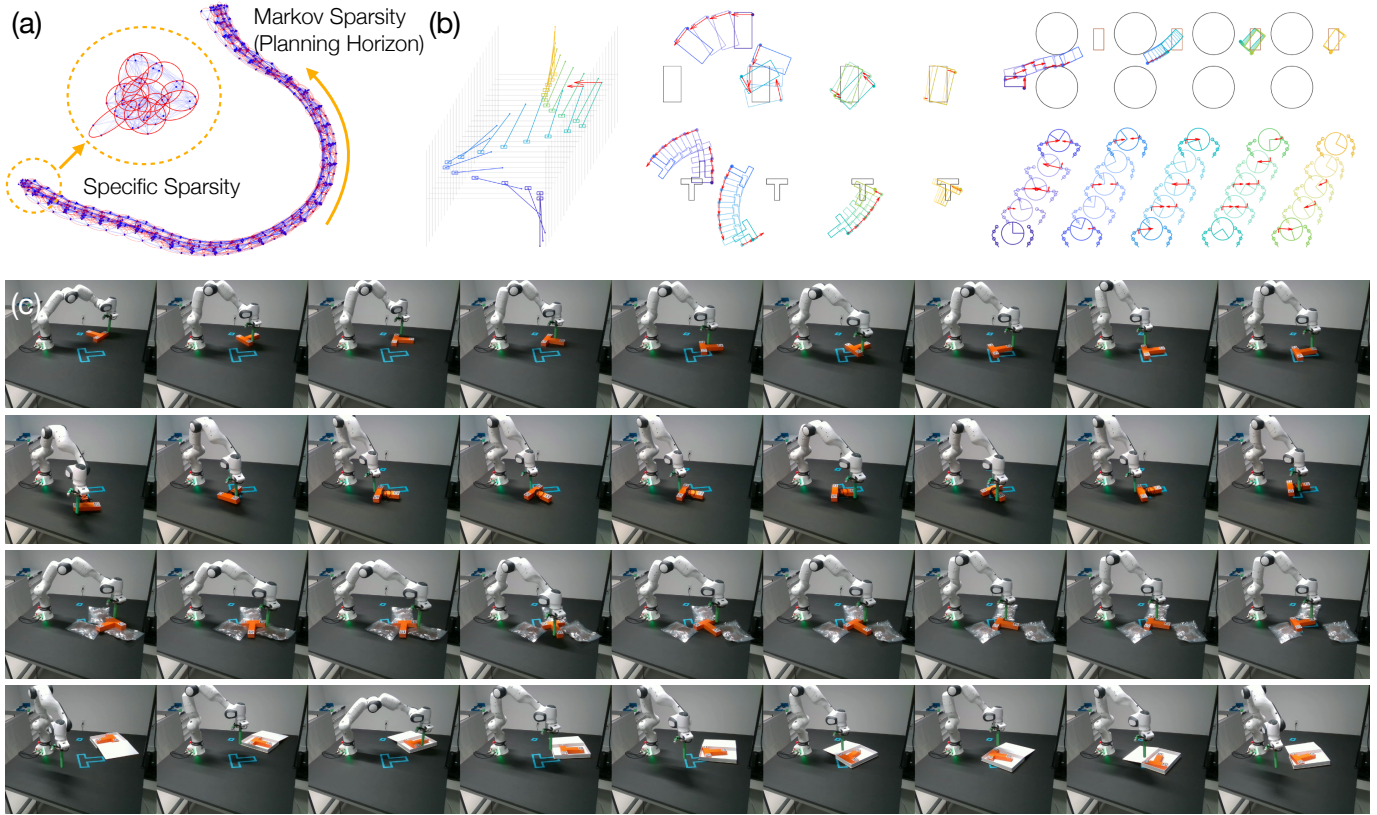 (a)
Markov Sparsity
(Planning Horizon)
Specific Sparsity
(b)
(c)